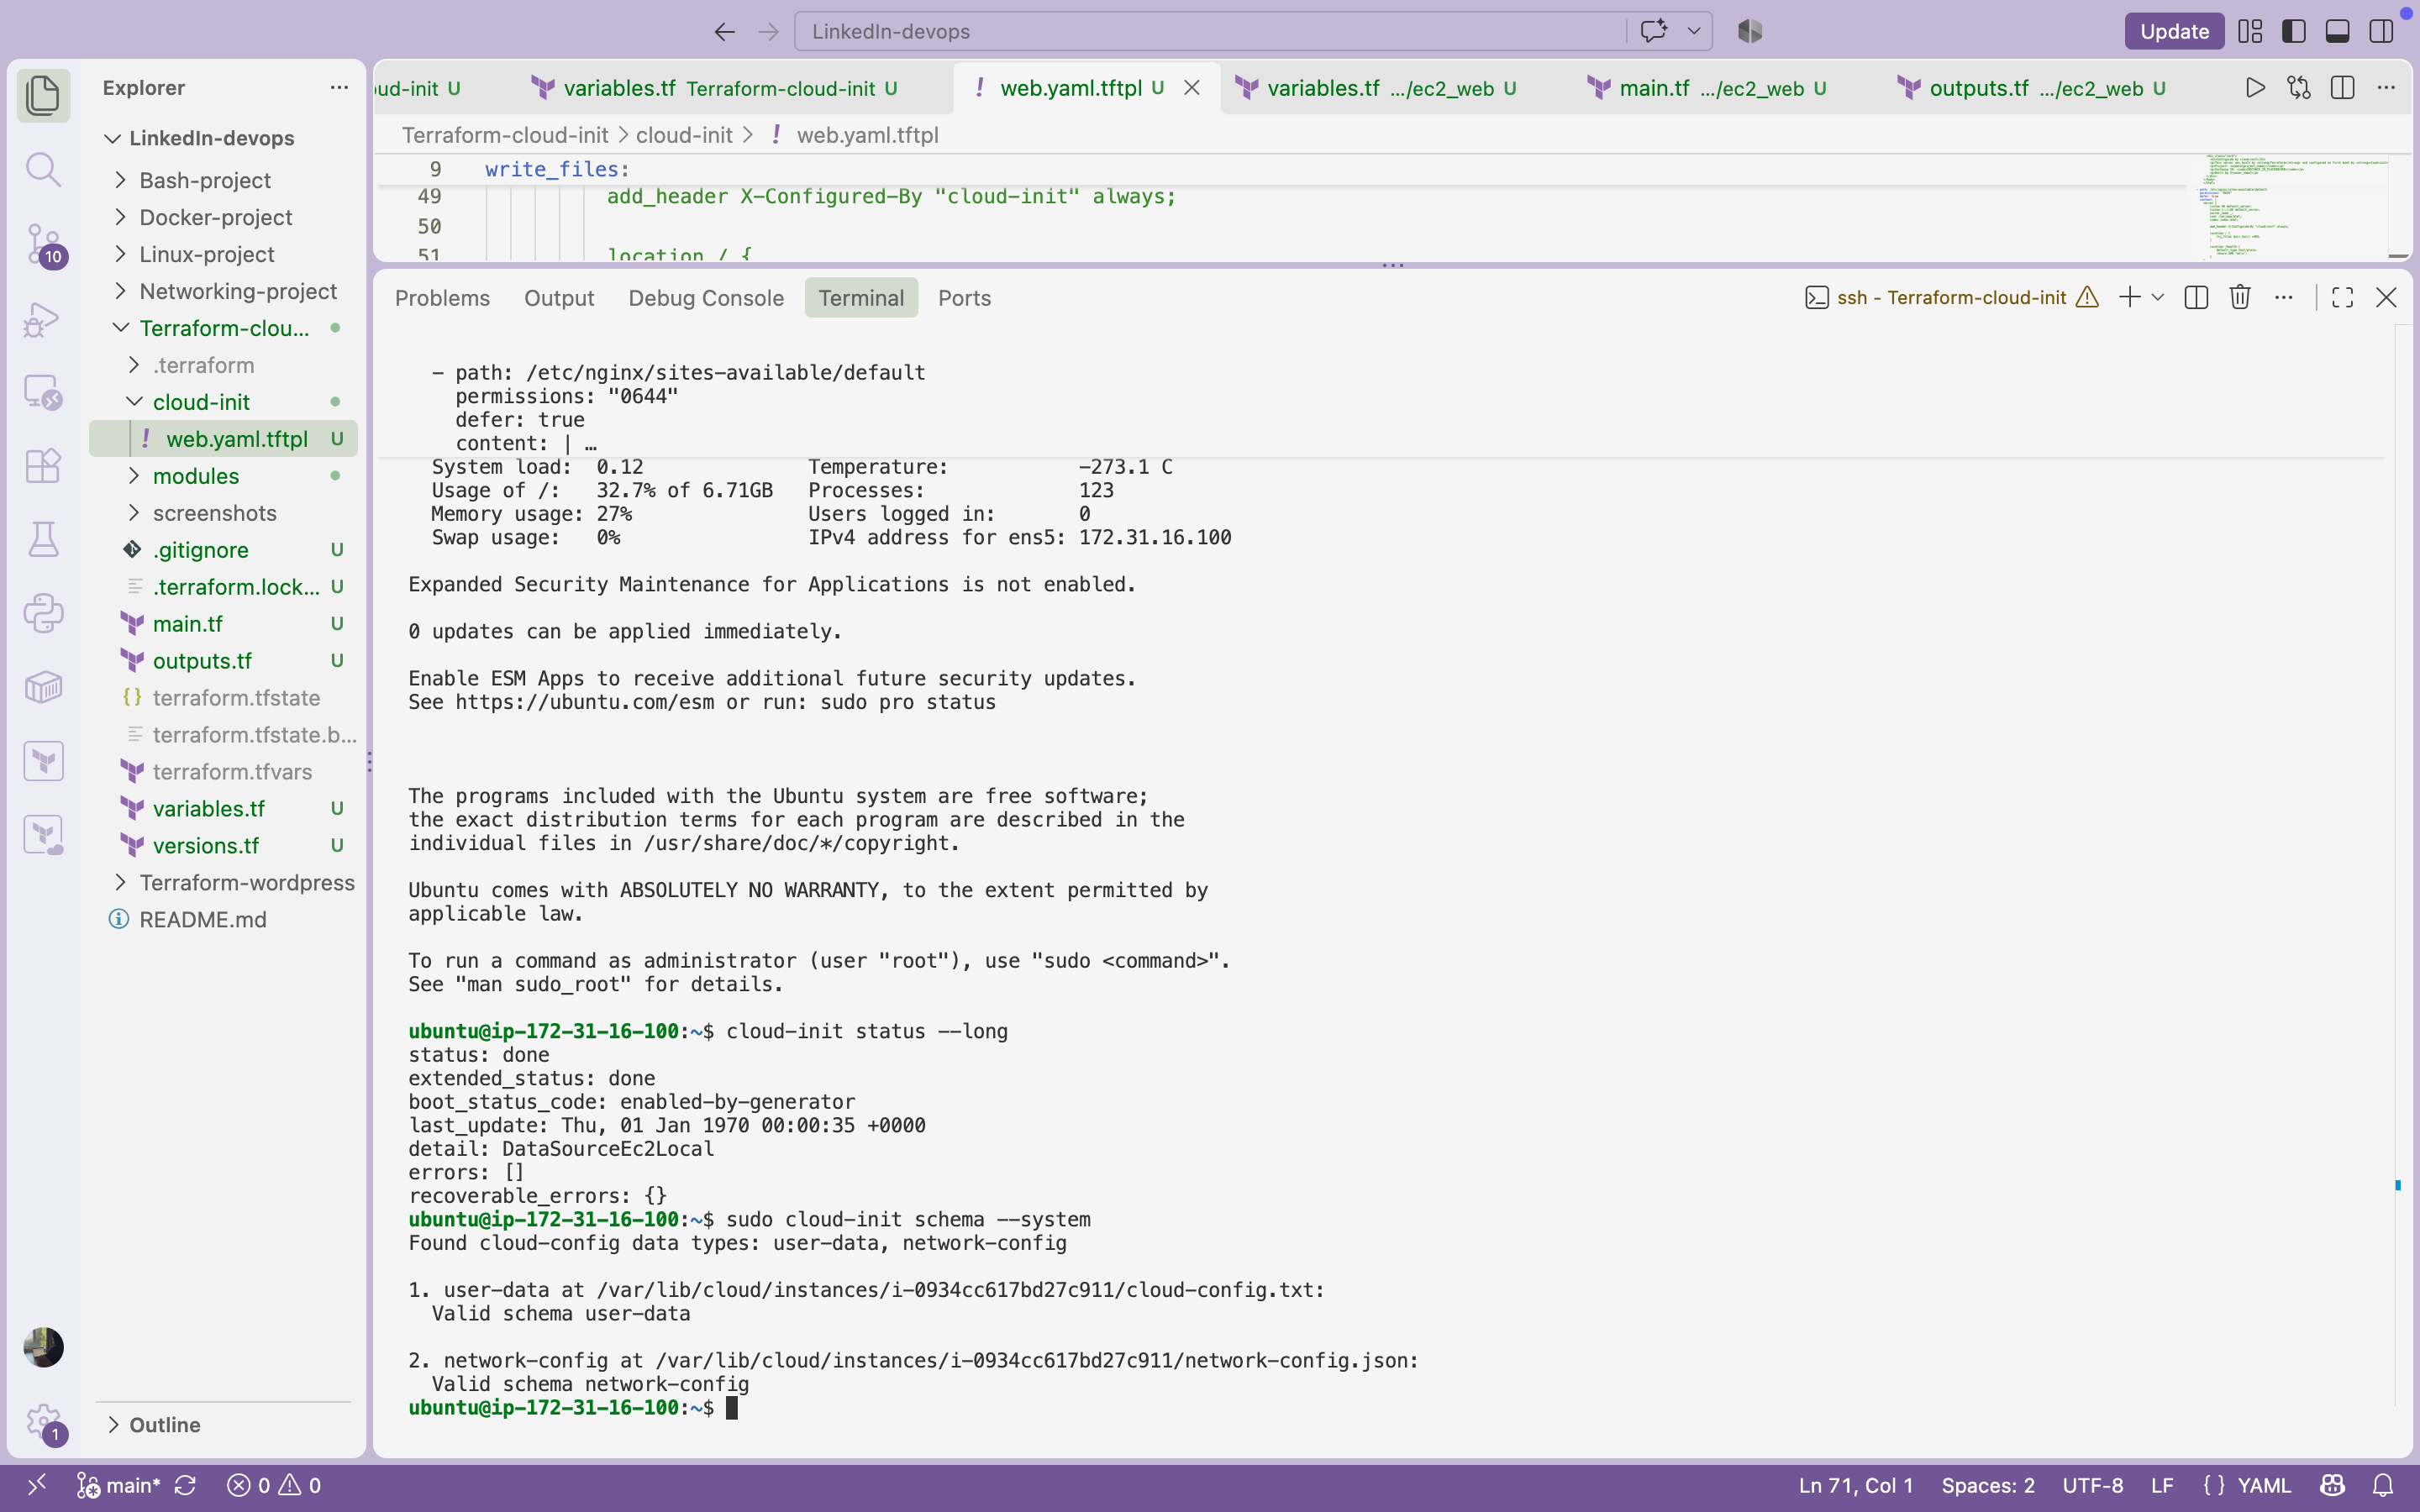 LinkedIn-devops
Update
Explorer
LinkedIn-devops
Bash-project
Docker-project
Linux-project
Networking-project
Terraform-clou...
.terraform
cloud-init
web.yaml.tftpl U
modules
screenshots
.gitignore U
.terraform.lock... U
main.tf U
outputs.tf U
terraform.tfstate
terraform.tfstate.b...
terraform.tfvars
variables.tf U
versions.tf U
Terraform-wordpress
README.md
Outline
10
1
ud-init U
variables.tf Terraform-cloud-init U
web.yaml.tftpl U
variables.tf .../ec2_web U
main.tf .../ec2_web U
outputs.tf .../ec2_web U
Terraform-cloud-init > cloud-init > ! web.yaml.tftpl
9 write_files:
49 add_header X-Configured-By "cloud-init" always;
50
51 location / {
Problems Output Debug Console Terminal Ports
ssh - Terraform-cloud-init
- path: /etc/nginx/sites-available/default
permissions: "0644"
defer: true
content: | …
System load: 0.12 Temperature: -273.1 C
Usage of /: 32.7% of 6.71GB Processes: 123
Memory usage: 27% Users logged in: 0
Swap usage: 0% IPv4 address for ens5: 172.31.16.100
Expanded Security Maintenance for Applications is not enabled.
0 updates can be applied immediately.
Enable ESM Apps to receive additional future security updates.
See https://ubuntu.com/esm or run: sudo pro status
The programs included with the Ubuntu system are free software;
the exact distribution terms for each program are described in the
individual files in /usr/share/doc/*/copyright.
Ubuntu comes with ABSOLUTELY NO WARRANTY, to the extent permitted by
applicable law.
To run a command as administrator (user "root"), use "sudo <command>".
See "man sudo_root" for details.
ubuntu@ip-172-31-16-100:~$ cloud-init status --long
status: done
extended_status: done
boot_status_code: enabled-by-generator
last_update: Thu, 01 Jan 1970 00:00:35 +0000
detail: DataSourceEc2Local
errors: []
recoverable_errors: {}
ubuntu@ip-172-31-16-100:~$ sudo cloud-init schema --system
Found cloud-config data types: user-data, network-config
1. user-data at /var/lib/cloud/instances/i-0934cc617bd27c911/cloud-config.txt:
Valid schema user-data
2. network-config at /var/lib/cloud/instances/i-0934cc617bd27c911/network-config.json:
Valid schema network-config
ubuntu@ip-172-31-16-100:~$
main* 0 0
Ln 71, Col 1 Spaces: 2 UTF-8 LF {} YAML